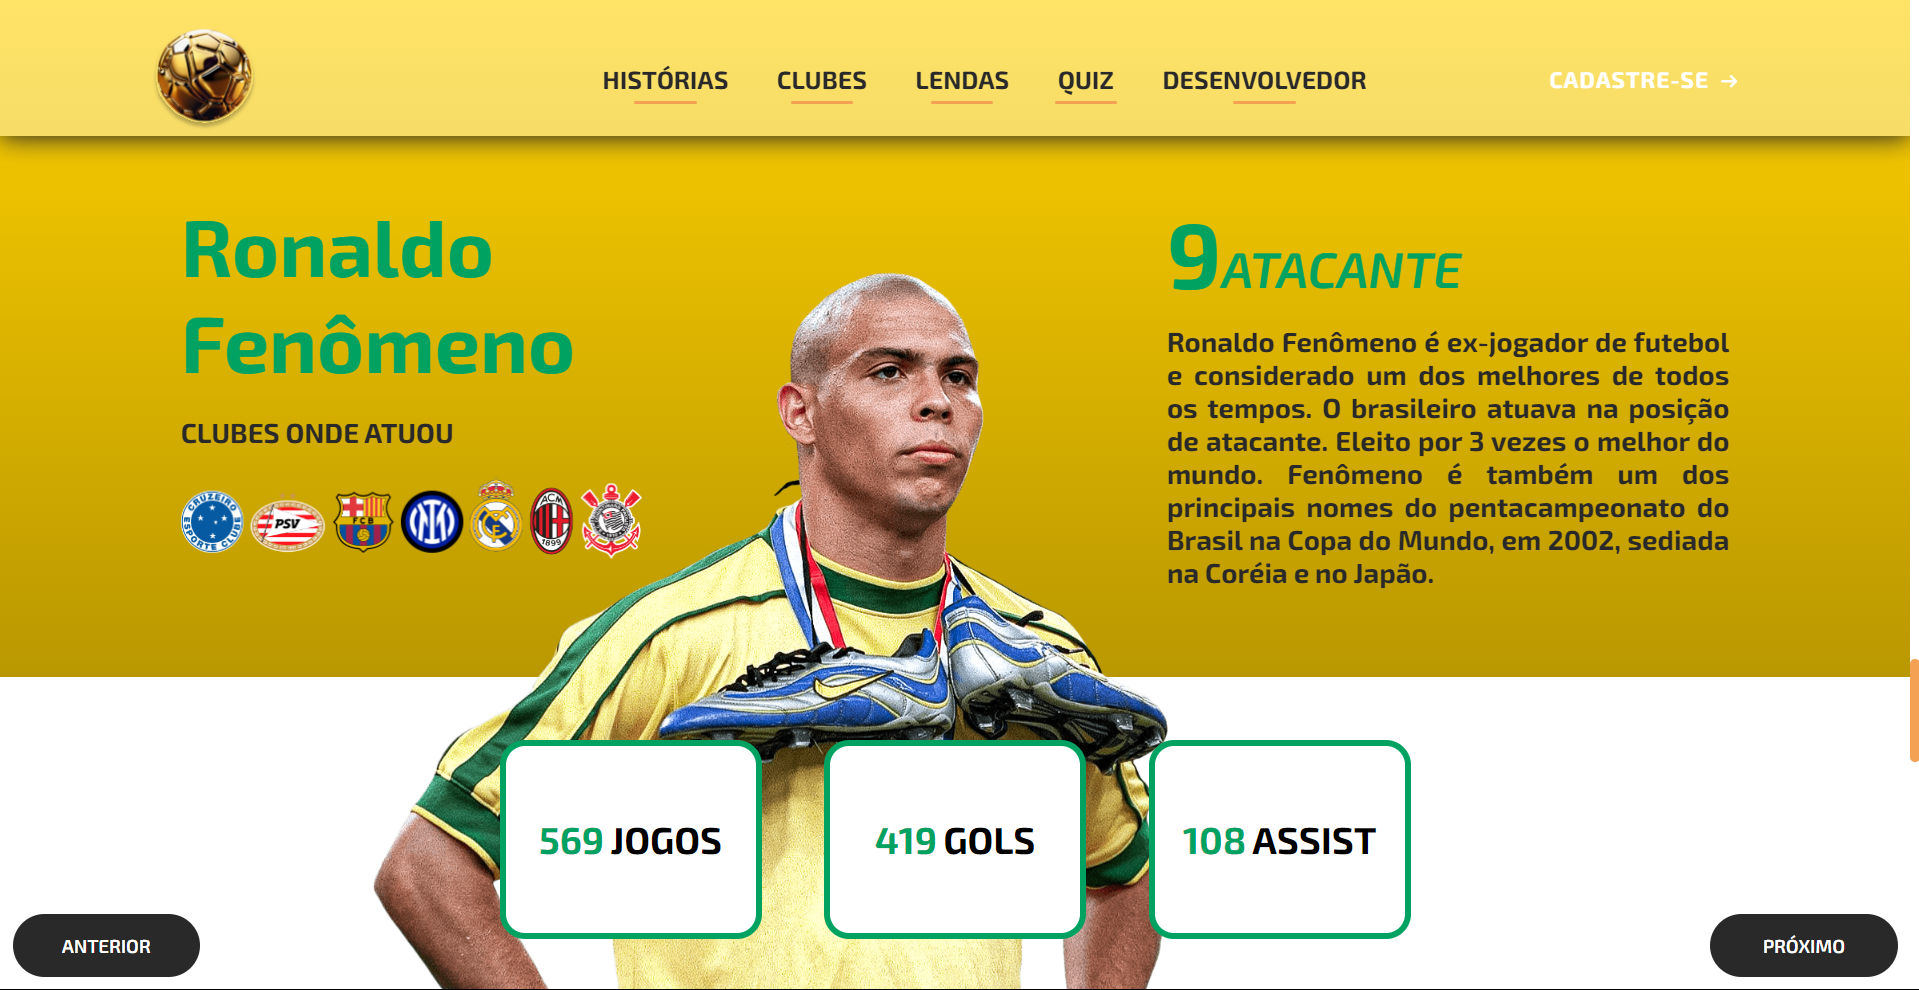 HISTÓRIAS CLUBES LENDAS QUIZ DESENVOLVEDOR CADASTRE-SE →
Ronaldo
Fenômeno
CLUBES ONDE ATUOU
CRUZEIRO ESPORTE CLUBE
PSV
FCB
ACM
1899
9 ATACANTE
Ronaldo Fenômeno é ex-jogador de futebol
e considerado um dos melhores de todos
os tempos. O brasileiro atuava na posição
de atacante. Eleito por 3 vezes o melhor do
mundo. Fenômeno é também um dos
principais nomes do pentacampeonato do
Brasil na Copa do Mundo, em 2002, sediada
na Coréia e no Japão.
569 JOGOS
419 GOLS
108 ASSIST
ANTERIOR
PRÓXIMO